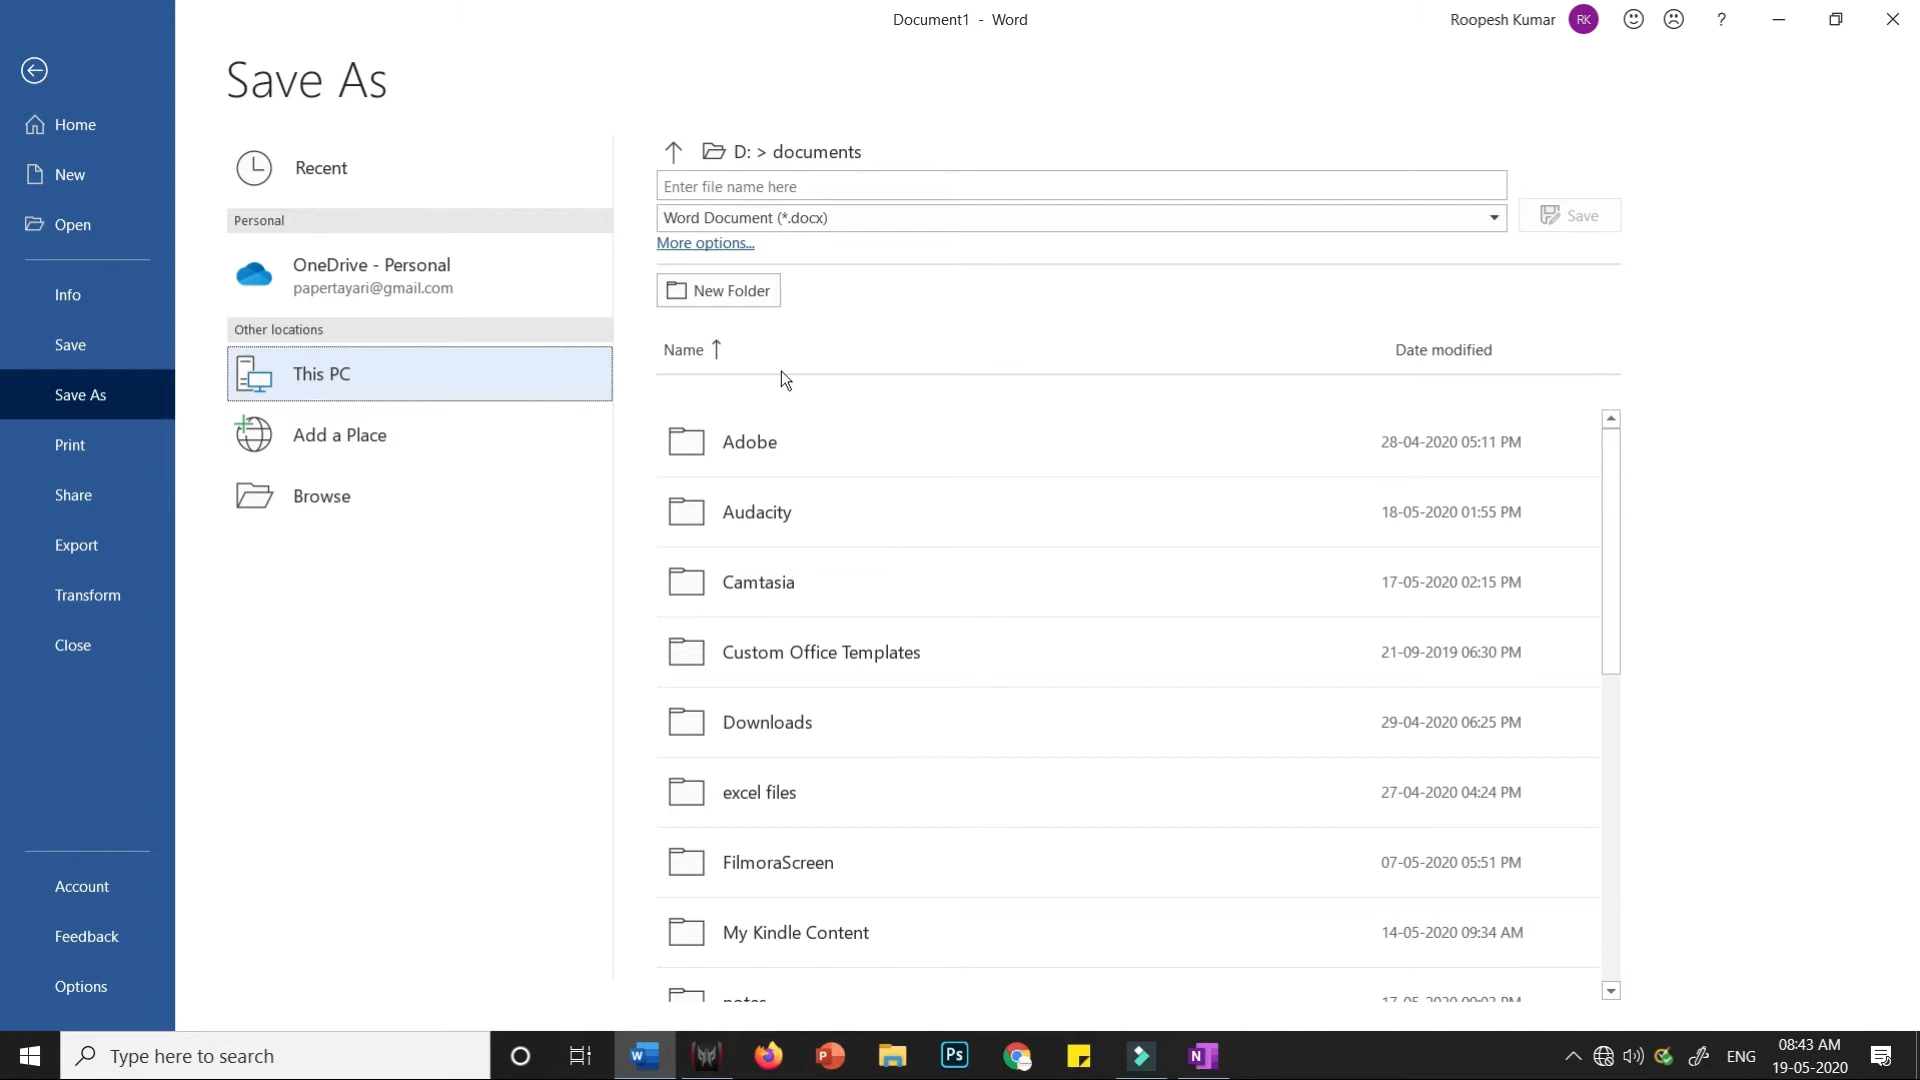 Document1 - Word
Roopesh Kumar
RK
?
Save As
Home
New
Open
Info
Save
Save As
Print
Share
Export
Transform
Close
Account
Feedback
Options
Recent
Personal
OneDrive - Personal
papertayari@gmail.com
Other locations
This PC
Add a Place
Browse
D: > documents
Enter file name here
Word Document (*.docx)
Save
More options...
New Folder
Name Date modified
Adobe 28-04-2020 05:11 PM
Audacity 18-05-2020 01:55 PM
Camtasia 17-05-2020 02:15 PM
Custom Office Templates 21-09-2019 06:30 PM
Downloads 29-04-2020 06:25 PM
excel files 27-04-2020 04:24 PM
FilmoraScreen 07-05-2020 05:51 PM
My Kindle Content 14-05-2020 09:34 AM
Type here to search
W
P
Ps
N
ENG
08:43 AM
19-05-2020